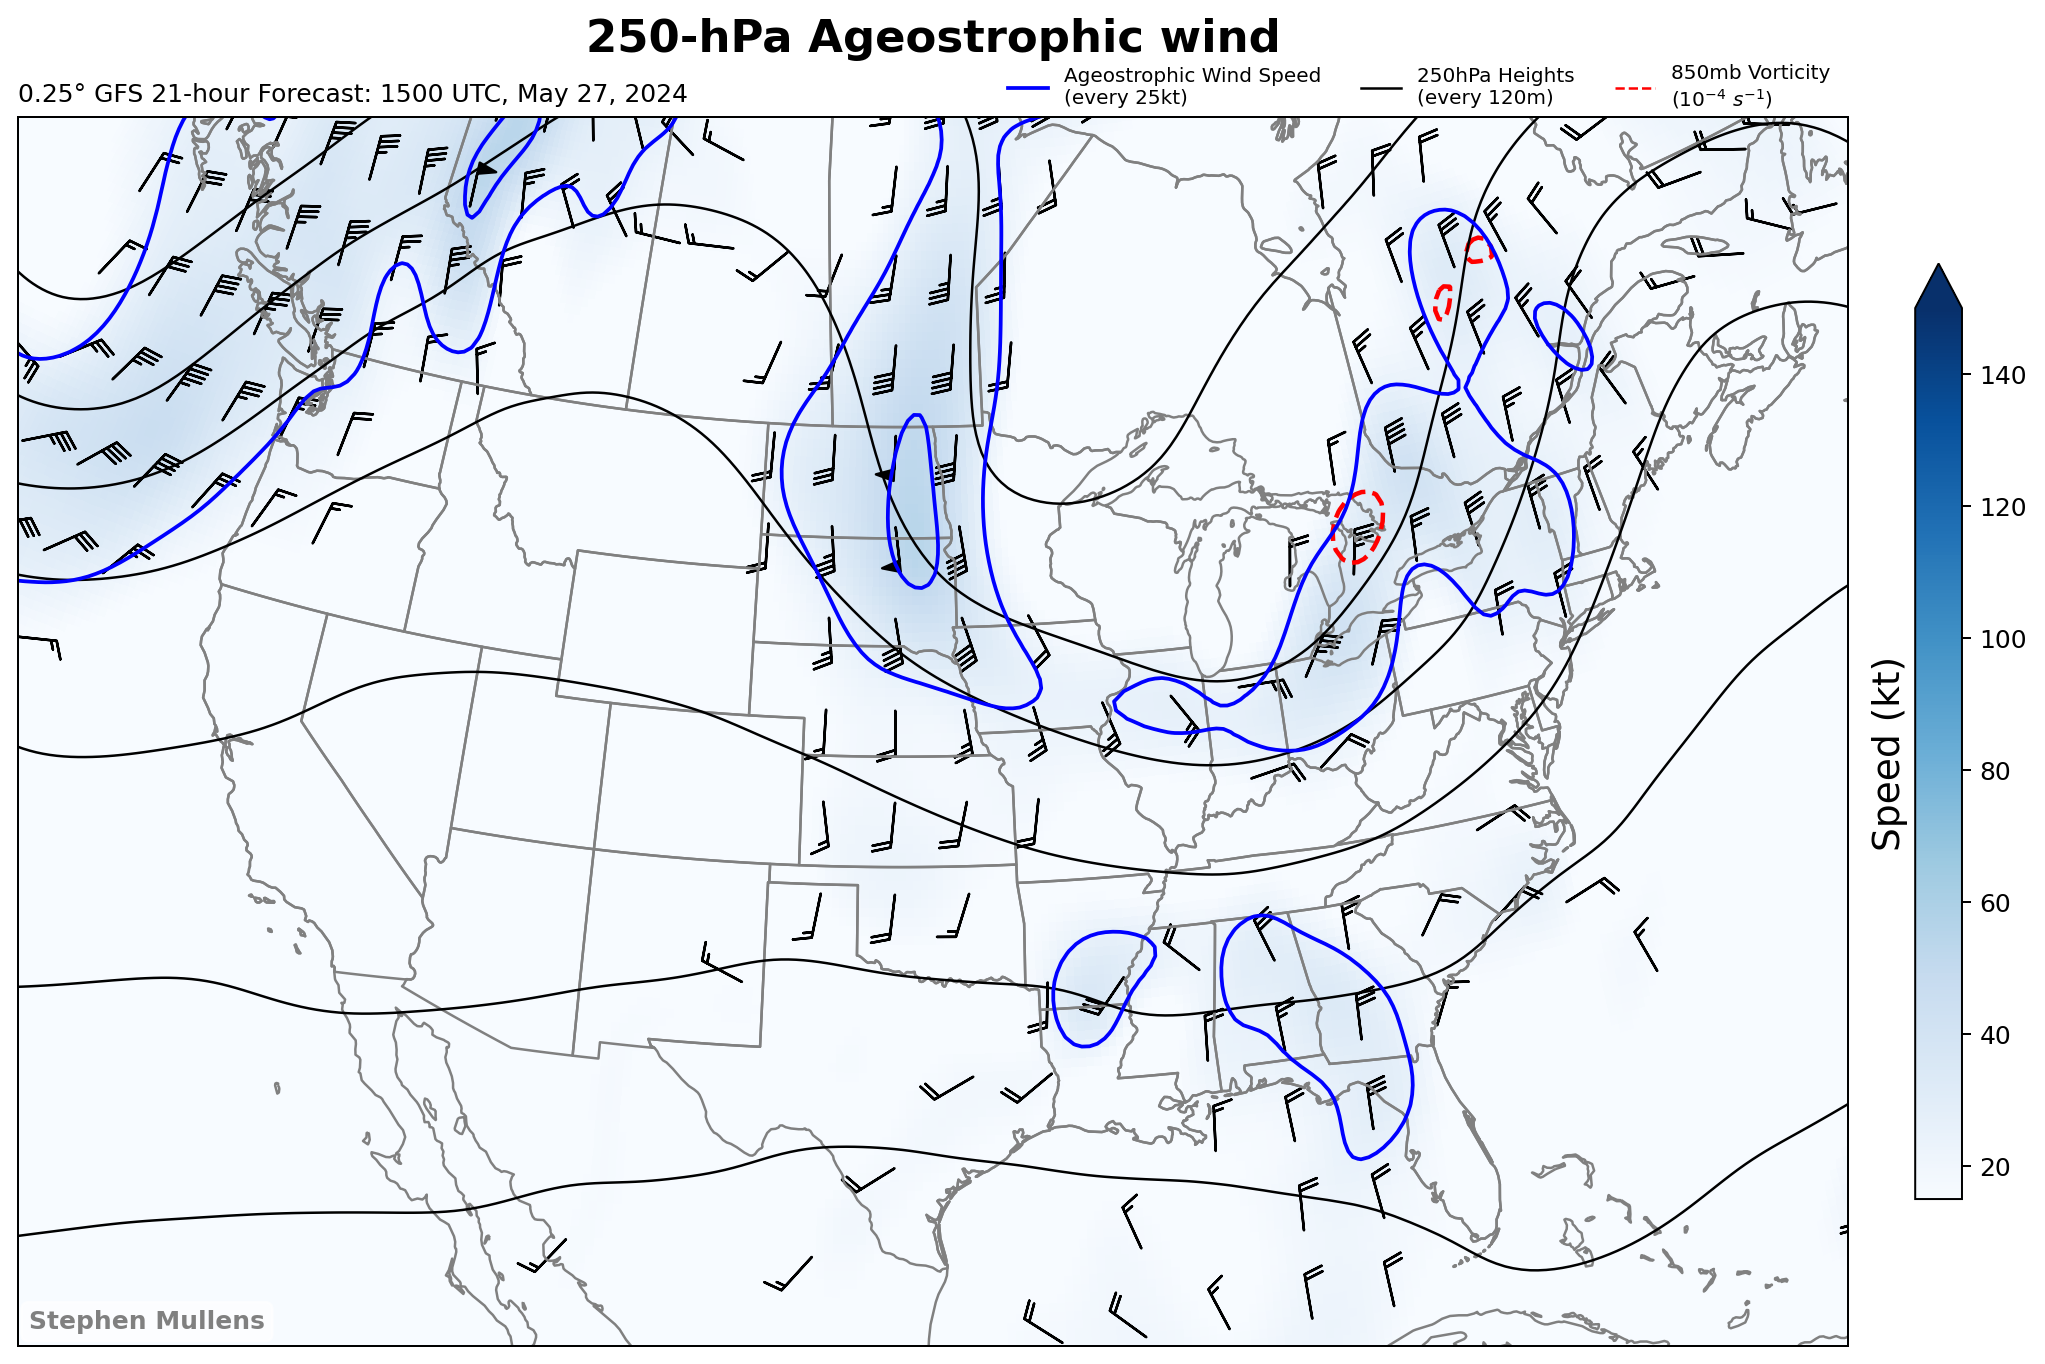 250-hPa Ageostrophic wind
0.25° GFS 21-hour Forecast: 1500 UTC, May 27, 2024
Ageostrophic Wind Speed
(every 25kt)
250hPa Heights
(every 120m)
850mb Vorticity
(10⁻⁴ s⁻¹)
140
120
100
80
60
40
20
Speed (kt)
Stephen Mullens